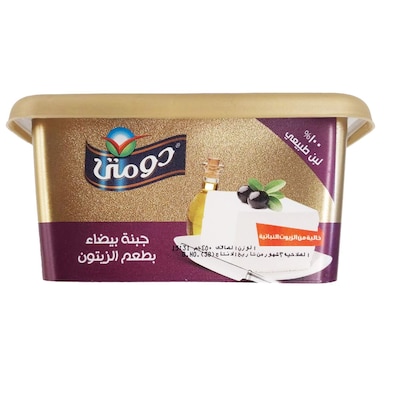 ١٠٠%
لبن طبيعي
دومتي
جبنة بيضاء
بطعم الزيتون
خالية من الزيوت النباتية